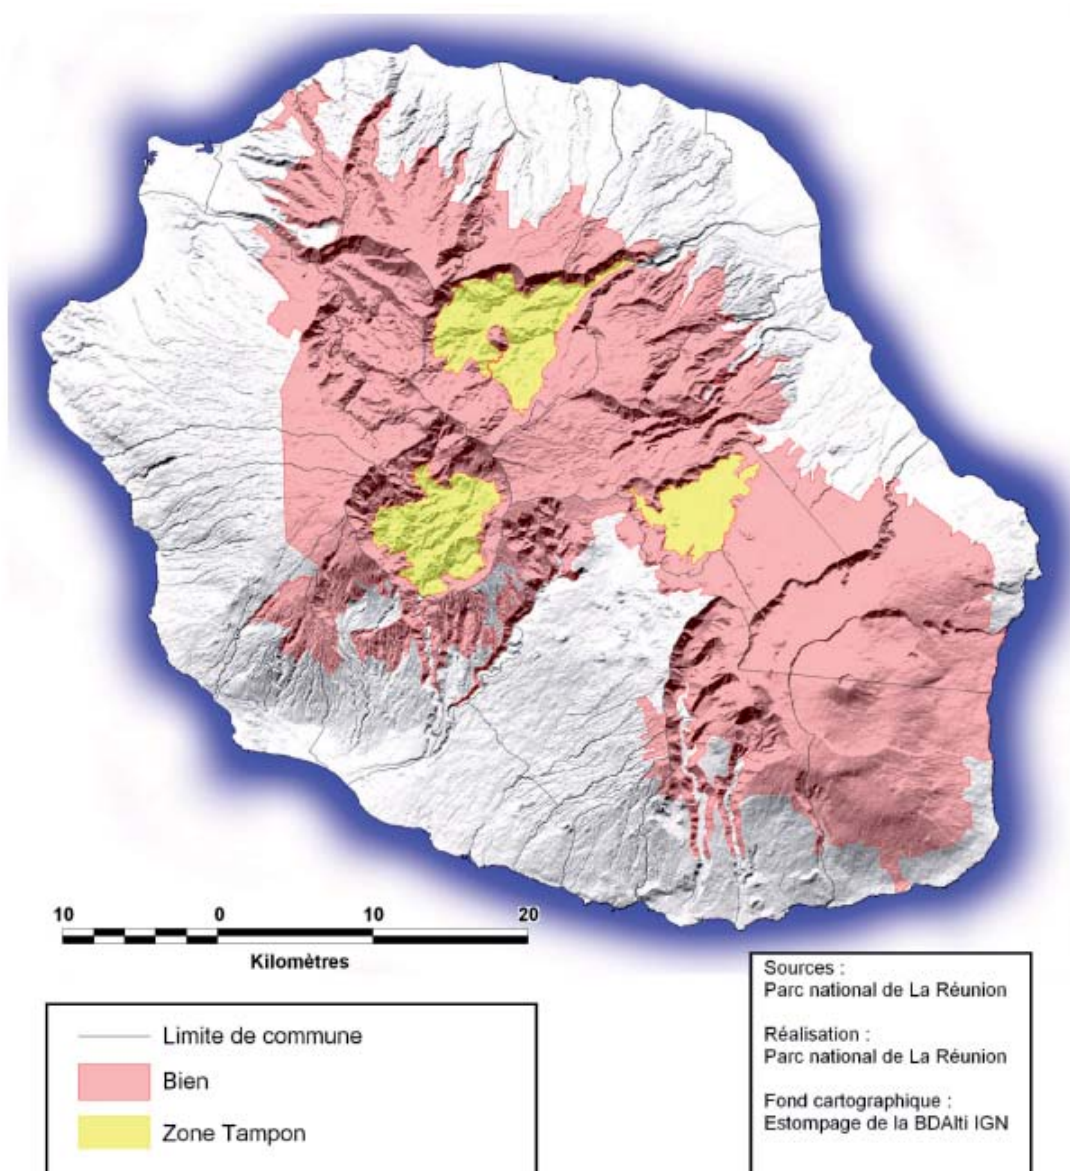 10 0 10 20
Kilomètres
Limite de commune
Bien
Zone Tampon
Sources :
Parc national de La Réunion
Réalisation :
Parc national de La Réunion
Fond cartographique :
Estompage de la BDAlti IGN